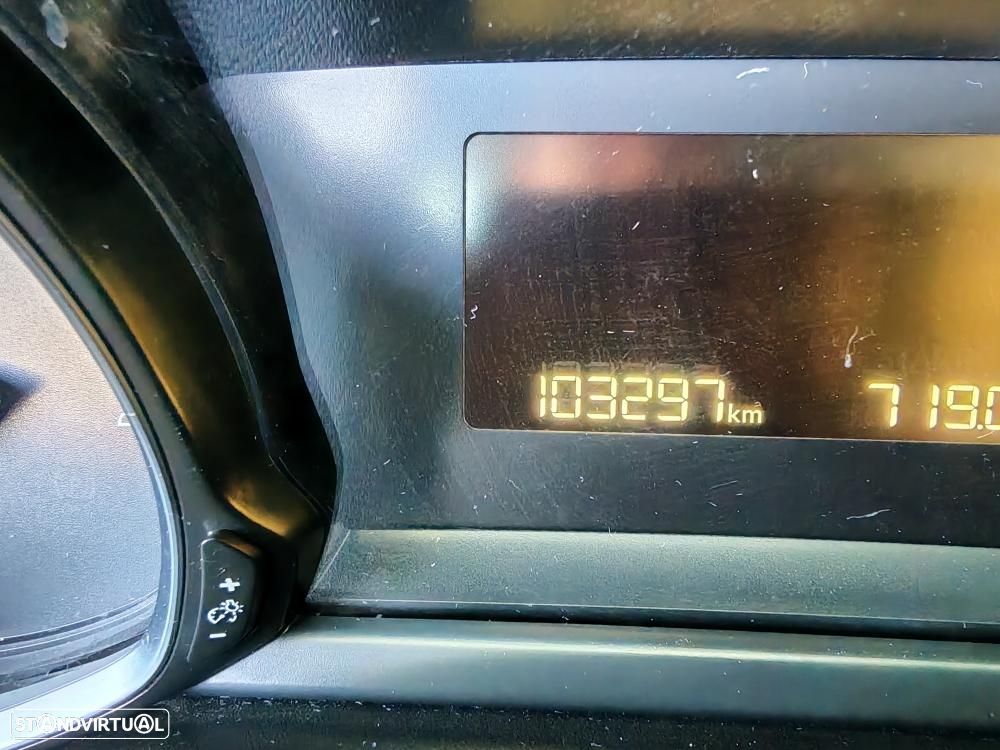 103297km 719.0
+
-
STANDVIRTUAL